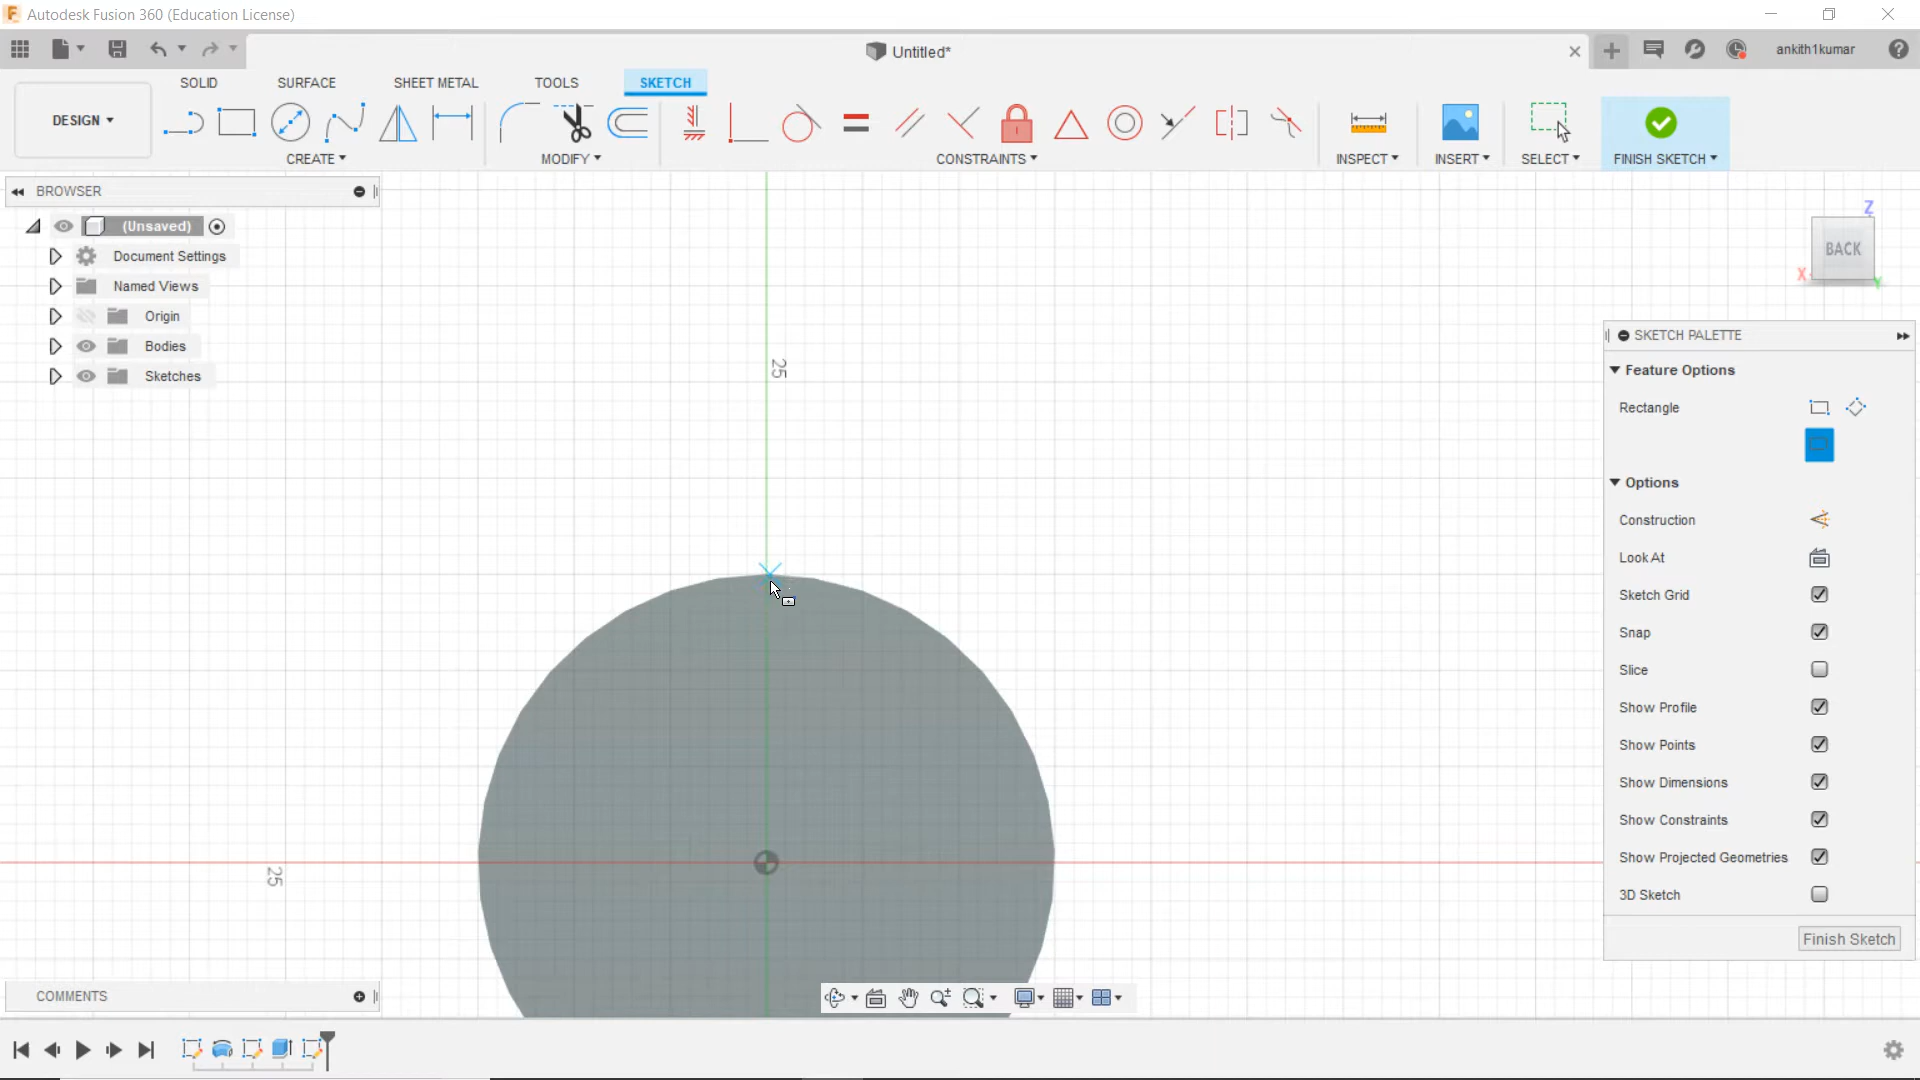 Autodesk Fusion 360 (Education License)
Untitled*
ankith1kumar
SOLID SURFACE SHEET METAL TOOLS SKETCH
DESIGN
CREATE MODIFY CONSTRAINTS INSPECT INSERT SELECT FINISH SKETCH
BROWSER
(Unsaved)
Document Settings
Named Views
Origin
Bodies
Sketches
25
25
Z
BACK
X
Y
SKETCH PALETTE
Feature Options
Rectangle
Options
Construction
Look At
Sketch Grid
Snap
Slice
Show Profile
Show Points
Show Dimensions
Show Constraints
Show Projected Geometries
3D Sketch
Finish Sketch
COMMENTS